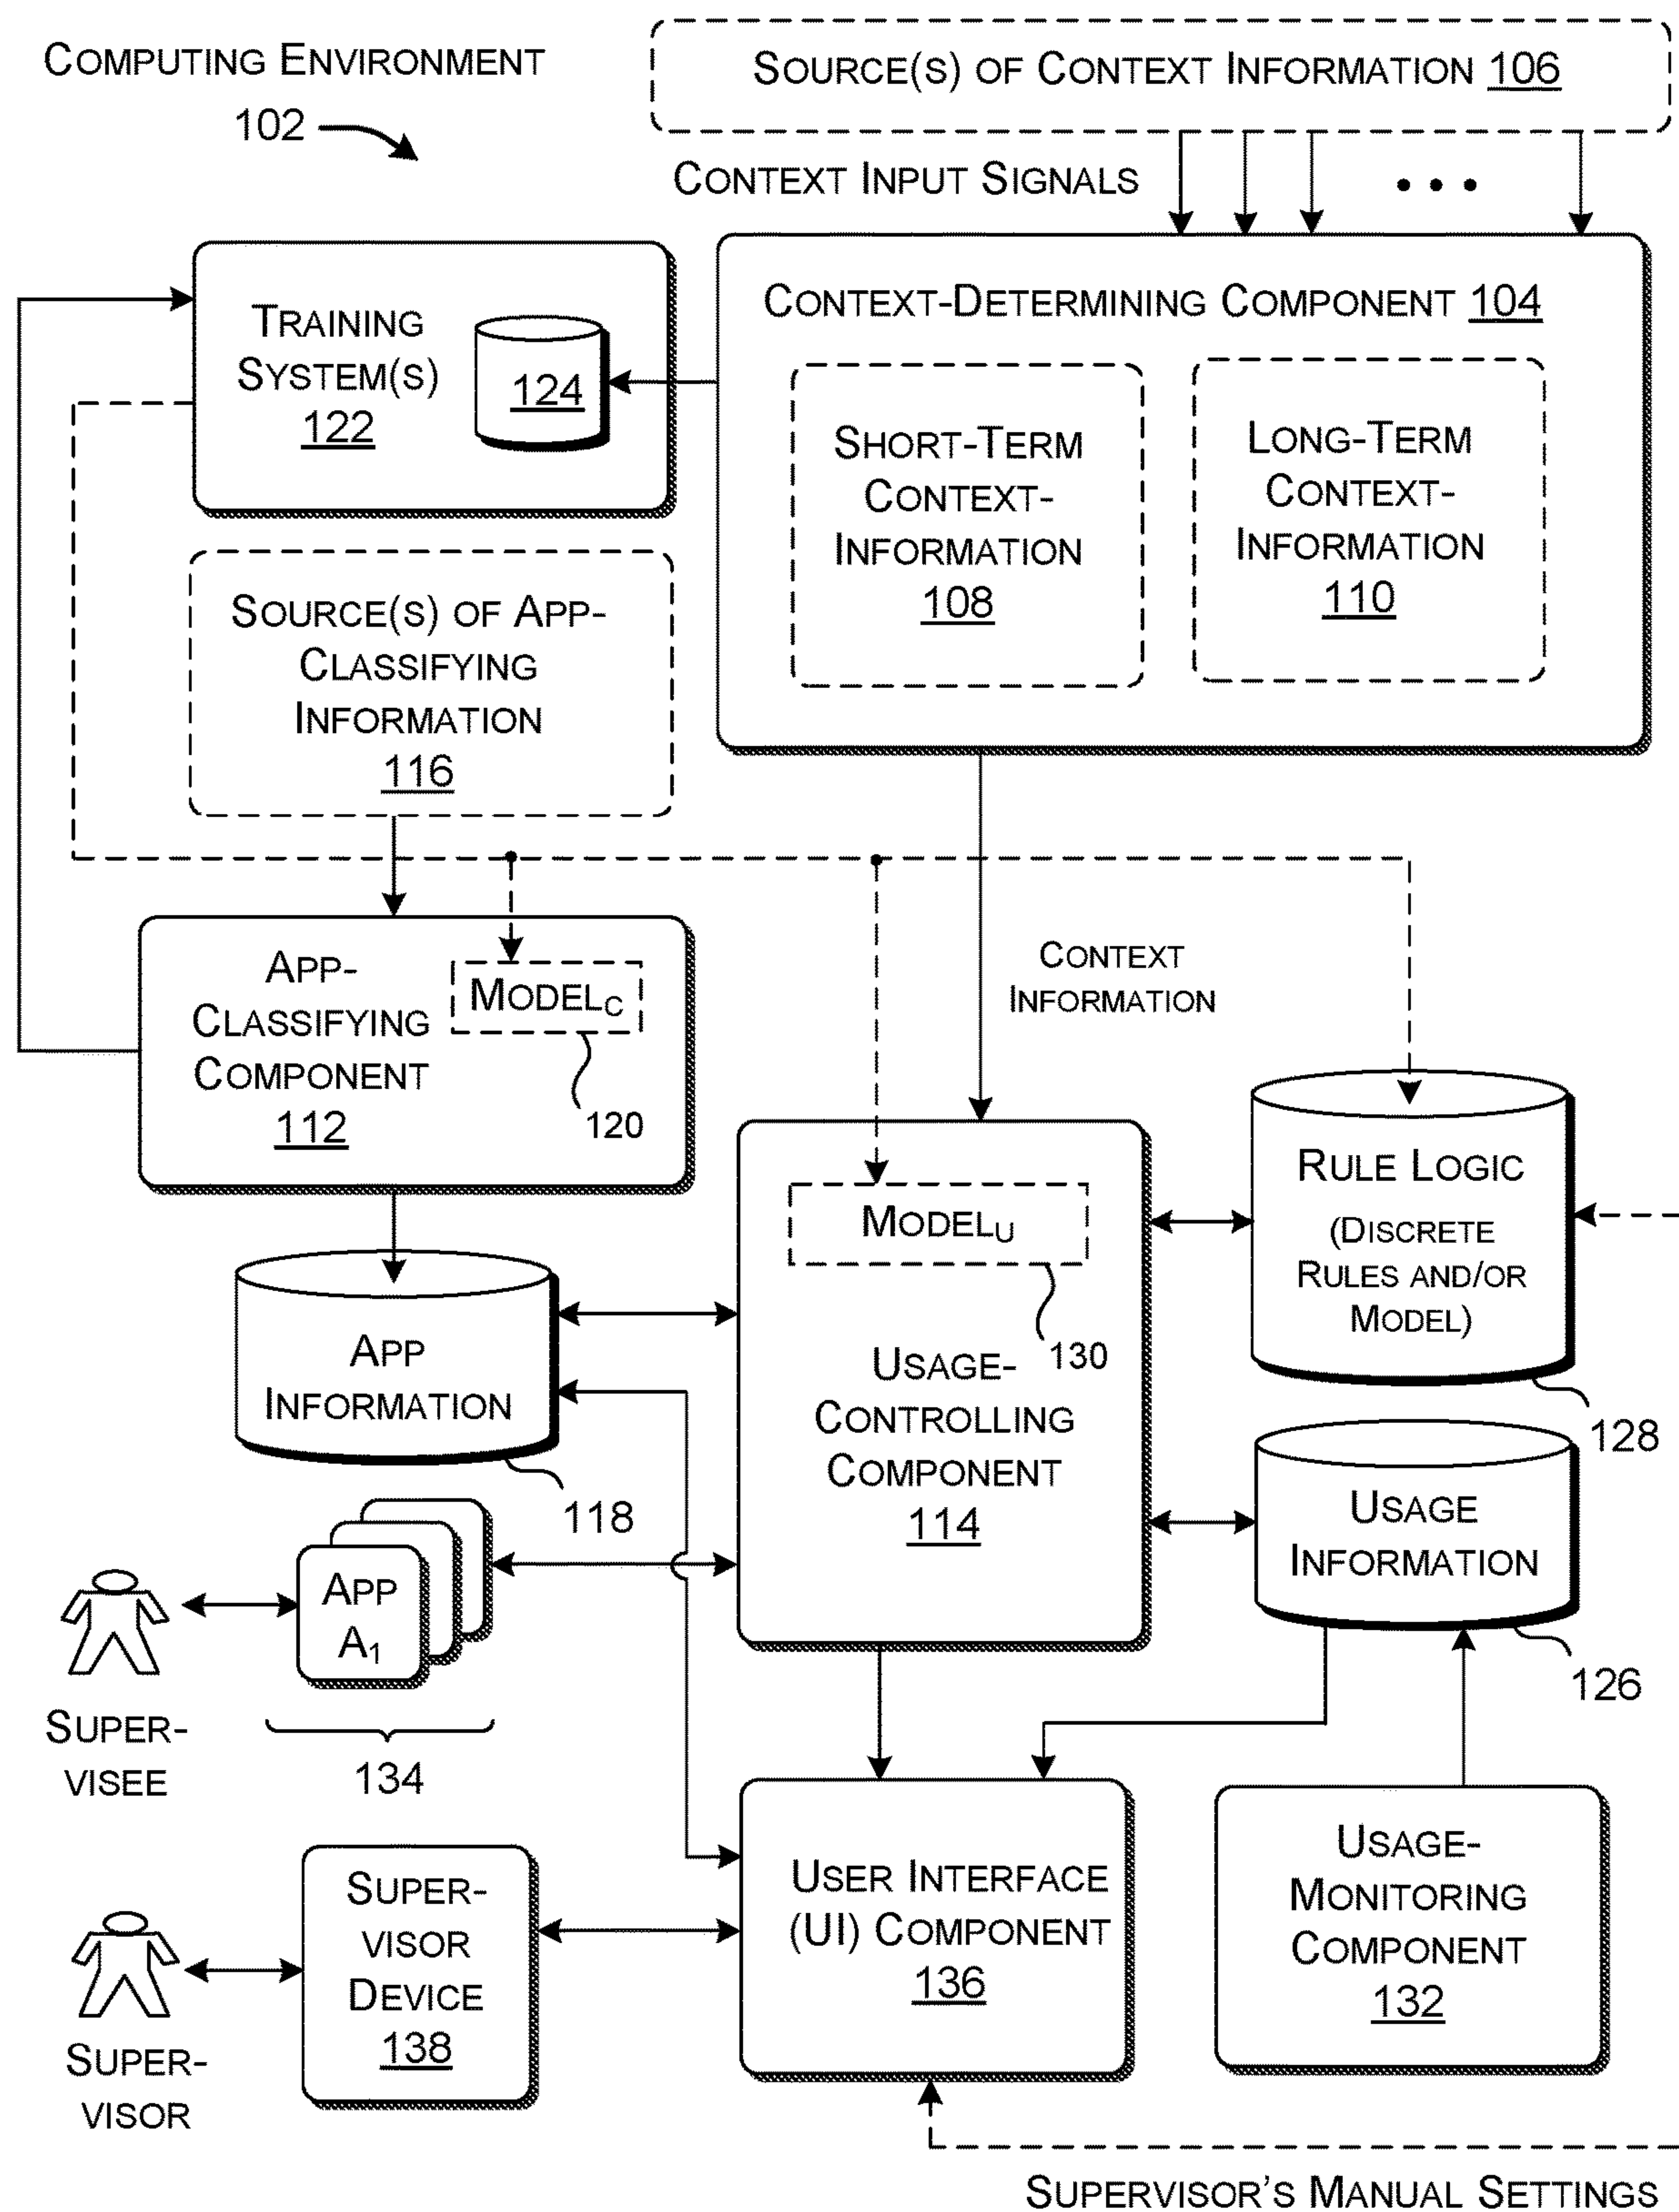 COMPUTING ENVIRONMENT
102
SOURCE(S) OF CONTEXT INFORMATION 106
CONTEXT INPUT SIGNALS
• • •
TRAINING
SYSTEM(S)
122
124
CONTEXT-DETERMINING COMPONENT 104
SHORT-TERM
CONTEXT-
INFORMATION
108
LONG-TERM
CONTEXT-
INFORMATION
110
SOURCE(S) OF APP-
CLASSIFYING
INFORMATION
116
APP-
CLASSIFYING
COMPONENT
112
MODELC
120
CONTEXT
INFORMATION
MODELU
130
USAGE-
CONTROLLING
COMPONENT
114
RULE LOGIC
(DISCRETE
RULES AND/OR
MODEL)
128
APP
INFORMATION
118
USAGE
INFORMATION
126
APP
A1
134
SUPER-
VISEE
USER INTERFACE
(UI) COMPONENT
136
USAGE-
MONITORING
COMPONENT
132
SUPER-
VISOR
DEVICE
138
SUPER-
VISOR
SUPERVISOR'S MANUAL SETTINGS